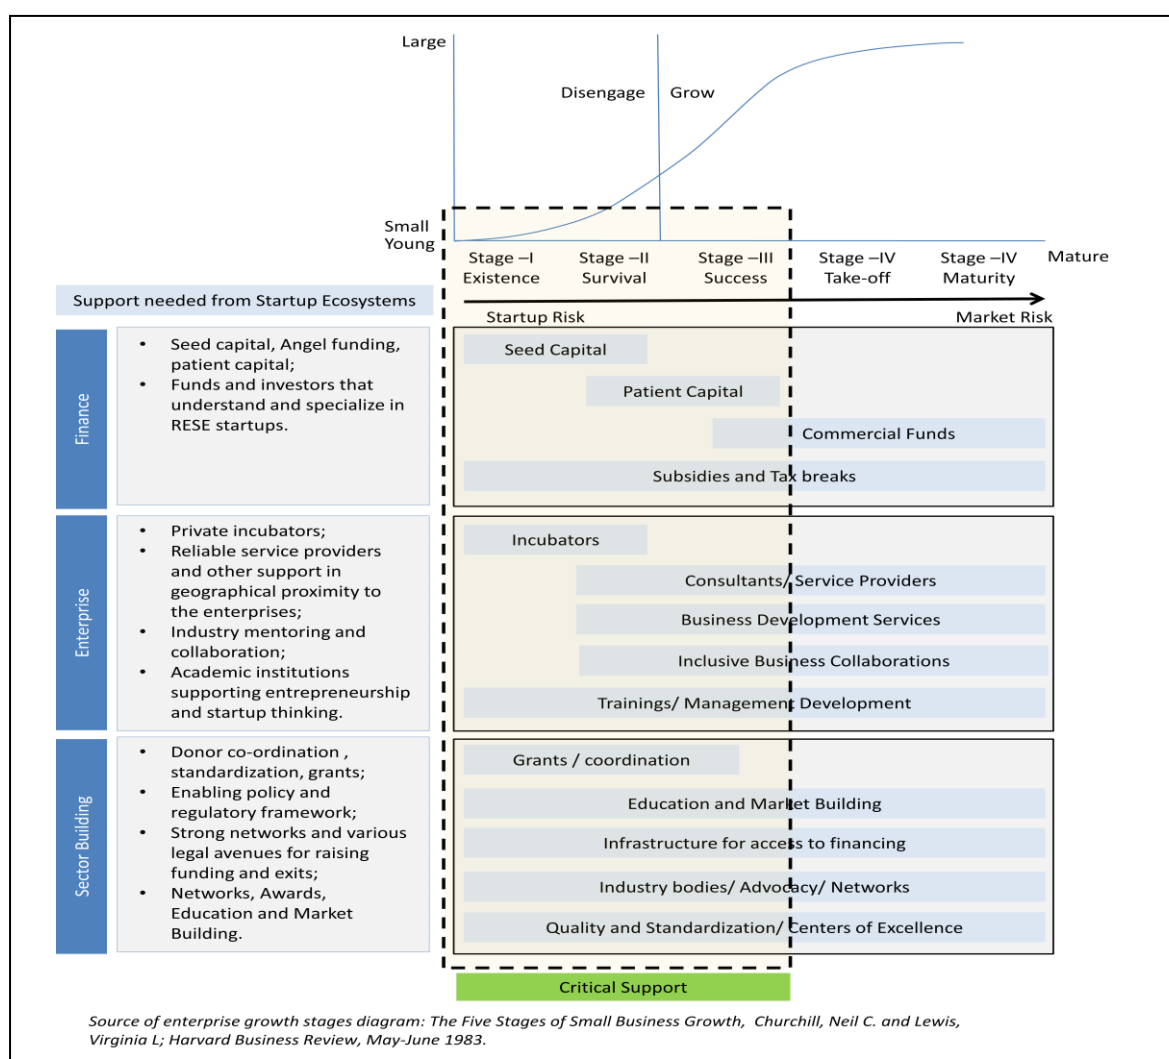 Large
Disengage
Grow
Small
Young
Stage –I
Existence
Stage –II
Survival
Stage –III
Success
Stage –IV
Take-off
Stage –IV
Maturity
Mature
Support needed from Startup Ecosystems
Startup Risk
Market Risk
Finance
• Seed capital, Angel funding,
patient capital;
• Funds and investors that
understand and specialize in
RESE startups.
Seed Capital
Patient Capital
Commercial Funds
Subsidies and Tax breaks
Enterprise
• Private incubators;
• Reliable service providers
and other support in
geographical proximity to
the enterprises;
• Industry mentoring and
collaboration;
• Academic institutions
supporting entrepreneurship
and startup thinking.
Incubators
Consultants/ Service Providers
Business Development Services
Inclusive Business Collaborations
Trainings/ Management Development
Sector Building
• Donor co-ordination ,
standardization, grants;
• Enabling policy and
regulatory framework;
• Strong networks and various
legal avenues for raising
funding and exits;
• Networks, Awards,
Education and Market
Building.
Grants / coordination
Education and Market Building
Infrastructure for access to financing
Industry bodies/ Advocacy/ Networks
Quality and Standardization/ Centers of Excellence
Critical Support
Source of enterprise growth stages diagram: The Five Stages of Small Business Growth, Churchill, Neil C. and Lewis,
Virginia L; Harvard Business Review, May-June 1983.